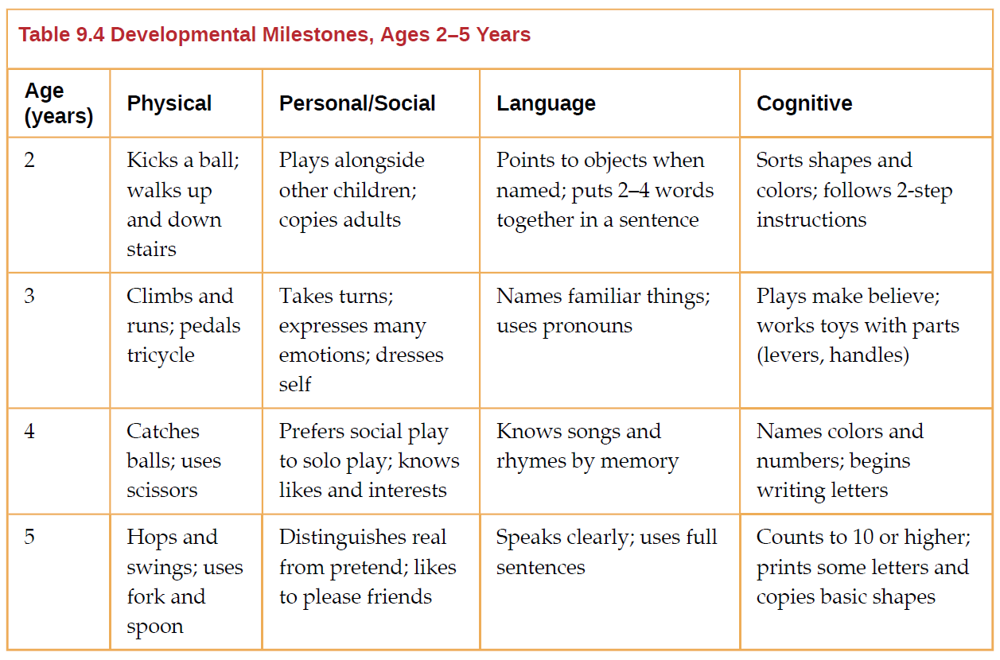 Table 9.4 Developmental Milestones, Ages 2–5 Years
Age
(years)
Physical
Personal/Social
Language
Cognitive
2
Kicks a ball;
walks up
and down
stairs
Plays alongside
other children;
copies adults
Points to objects when
named; puts 2–4 words
together in a sentence
Sorts shapes and
colors; follows 2-step
instructions
3
Climbs and
runs; pedals
tricycle
Takes turns;
expresses many
emotions; dresses
self
Names familiar things;
uses pronouns
Plays make believe;
works toys with parts
(levers, handles)
4
Catches
balls; uses
scissors
Prefers social play
to solo play; knows
likes and interests
Knows songs and
rhymes by memory
Names colors and
numbers; begins
writing letters
5
Hops and
swings; uses
fork and
spoon
Distinguishes real
from pretend; likes
to please friends
Speaks clearly; uses full
sentences
Counts to 10 or higher;
prints some letters and
copies basic shapes